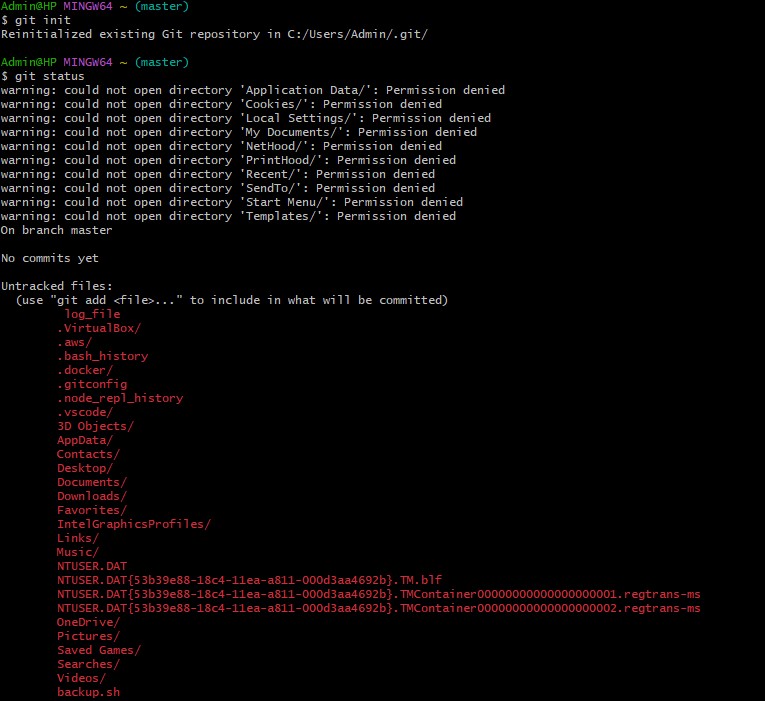 Admin@HP MINGW64 ~ (master)
$ git init
Reinitialized existing Git repository in C:/Users/Admin/.git/

Admin@HP MINGW64 ~ (master)
$ git status
warning: could not open directory 'Application Data/': Permission denied
warning: could not open directory 'Cookies/': Permission denied
warning: could not open directory 'Local Settings/': Permission denied
warning: could not open directory 'My Documents/': Permission denied
warning: could not open directory 'NetHood/': Permission denied
warning: could not open directory 'PrintHood/': Permission denied
warning: could not open directory 'Recent/': Permission denied
warning: could not open directory 'SendTo/': Permission denied
warning: could not open directory 'Start Menu/': Permission denied
warning: could not open directory 'Templates/': Permission denied
On branch master

No commits yet

Untracked files:
  (use "git add <file>..." to include in what will be committed)
         log_file
        .VirtualBox/
        .aws/
        .bash_history
        .docker/
        .gitconfig
        .node_repl_history
        .vscode/
        3D Objects/
        AppData/
        Contacts/
        Desktop/
        Documents/
        Downloads/
        Favorites/
        IntelGraphicsProfiles/
        Links/
        Music/
        NTUSER.DAT
        NTUSER.DAT{53b39e88-18c4-11ea-a811-000d3aa4692b}.TM.blf
        NTUSER.DAT{53b39e88-18c4-11ea-a811-000d3aa4692b}.TMContainer00000000000000000001.regtrans-ms
        NTUSER.DAT{53b39e88-18c4-11ea-a811-000d3aa4692b}.TMContainer00000000000000000002.regtrans-ms
        OneDrive/
        Pictures/
        Saved Games/
        Searches/
        Videos/
        backup.sh